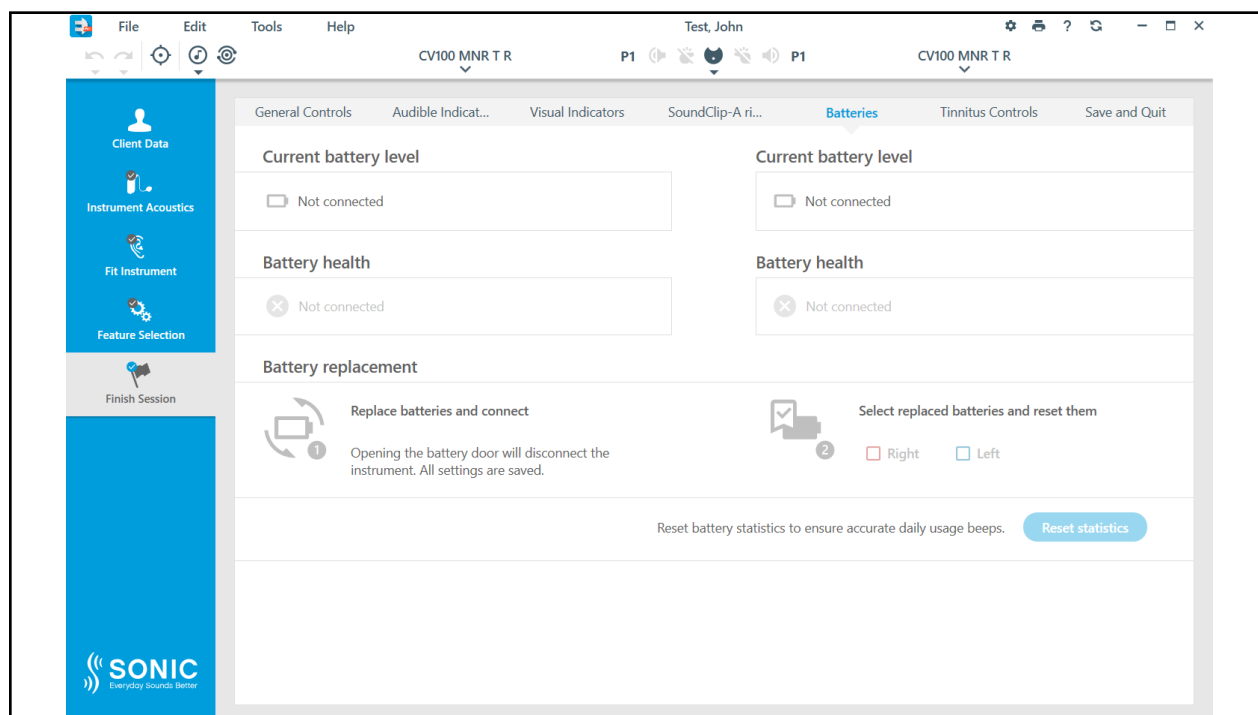 File Edit Tools Help Test, John ?
CV100 MNR T R P1 P1 CV100 MNR T R
Client Data
Instrument Acoustics
Fit Instrument
Feature Selection
Finish Session
SONIC
Everyday Sounds Better
General Controls Audible Indicat... Visual Indicators SoundClip-A ri... Batteries Tinnitus Controls Save and Quit
Current battery level Current battery level
Not connected Not connected
Battery health Battery health
Not connected Not connected
Battery replacement
1
Replace batteries and connect
Opening the battery door will disconnect the
instrument. All settings are saved.
2
Select replaced batteries and reset them
Right Left
Reset battery statistics to ensure accurate daily usage beeps. Reset statistics